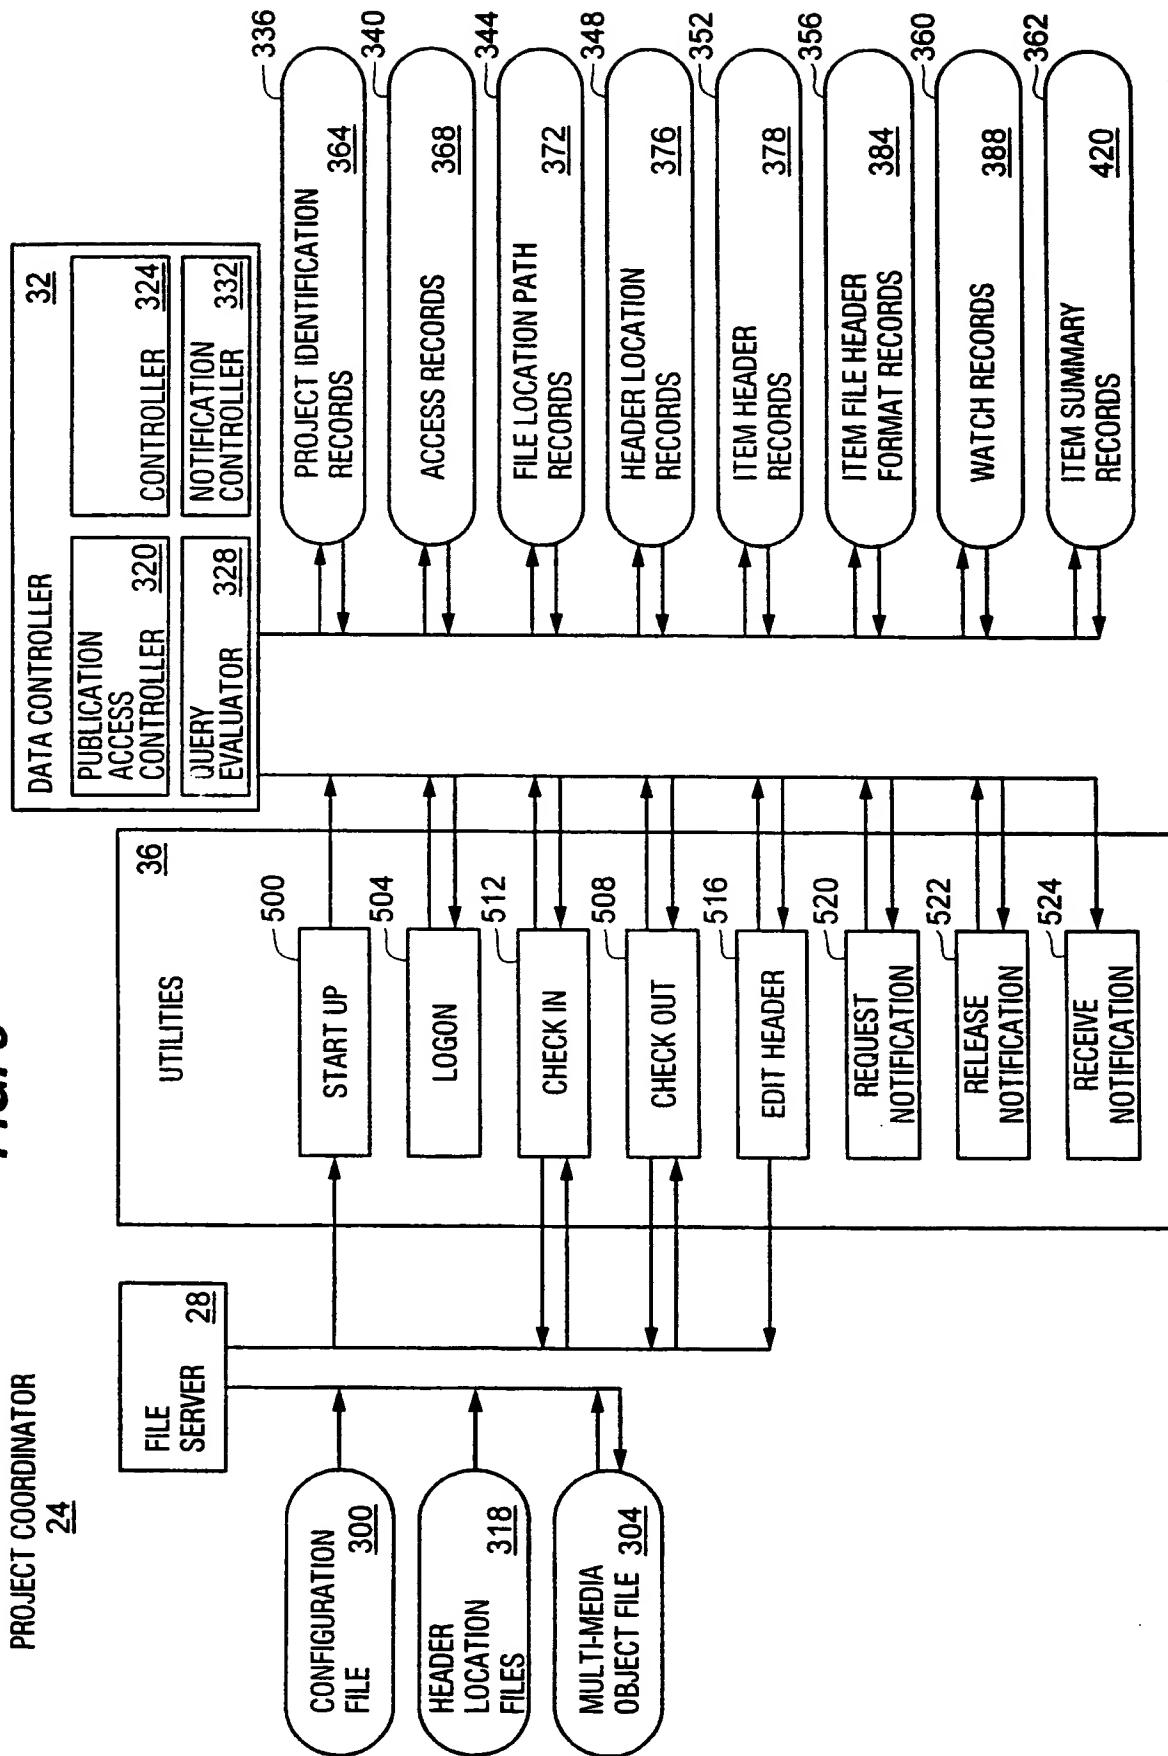 PROJECT COORDINATOR
24
FILE
SERVER
28
CONFIGURATION
FILE
300
HEADER
LOCATION
FILES
318
MULTI-MEDIA
OBJECT FILE 304
UTILITIES
36
START UP
500
LOGON
504
CHECK IN
512
CHECK OUT
508
EDIT HEADER
516
REQUEST
NOTIFICATION
520
RELEASE
NOTIFICATION
522
RECEIVE
NOTIFICATION
524
DATA CONTROLLER
32
PUBLICATION
ACCESS
CONTROLLER
320
CONTROLLER
324
QUERY
EVALUATOR
328
NOTIFICATION
CONTROLLER
332
336
PROJECT IDENTIFICATION
RECORDS
364
340
ACCESS RECORDS
368
344
FILE LOCATION PATH
RECORDS
372
348
HEADER LOCATION
RECORDS
376
352
ITEM HEADER
RECORDS
378
356
ITEM FILE HEADER
FORMAT RECORDS
384
360
WATCH RECORDS
388
362
ITEM SUMMARY
RECORDS
420